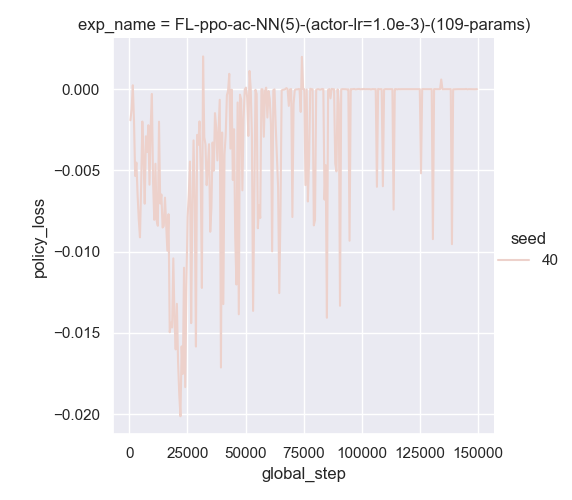 exp_name = FL-ppo-ac-NN(5)-(actor-lr=1.0e-3)-(109-params)
0.000
−0.005
−0.010
−0.015
−0.020
policy_loss
0 25000 50000 75000 100000 125000 150000
global_step
seed
40